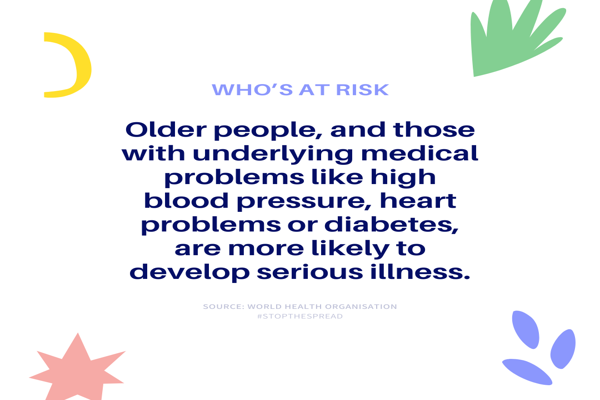 WHO'S AT RISK
Older people, and those
with underlying medical
problems like high
blood pressure, heart
problems or diabetes,
are more likely to
develop serious illness.
SOURCE: WORLD HEALTH ORGANISATION
#STOPTHESPREAD